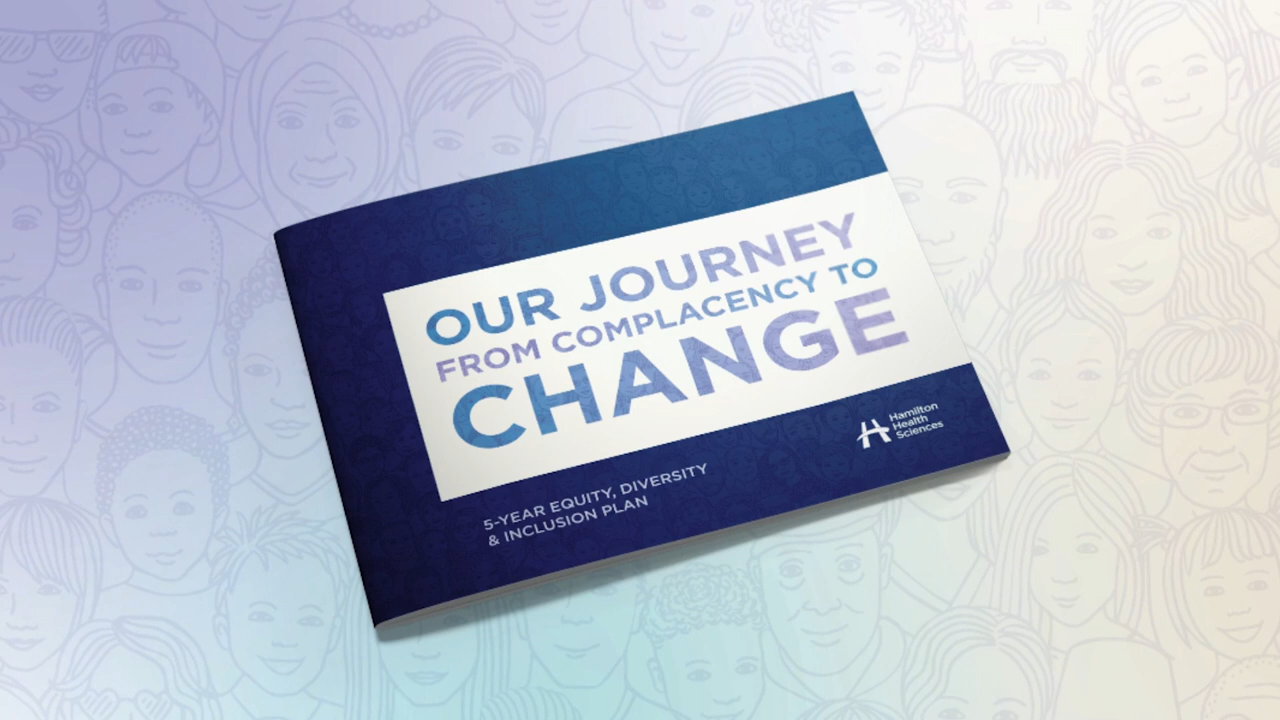 OUR JOURNEY
FROM COMPLACENCY TO
CHANGE
Hamilton
Health
Sciences
5-YEAR EQUITY, DIVERSITY
& INCLUSION PLAN